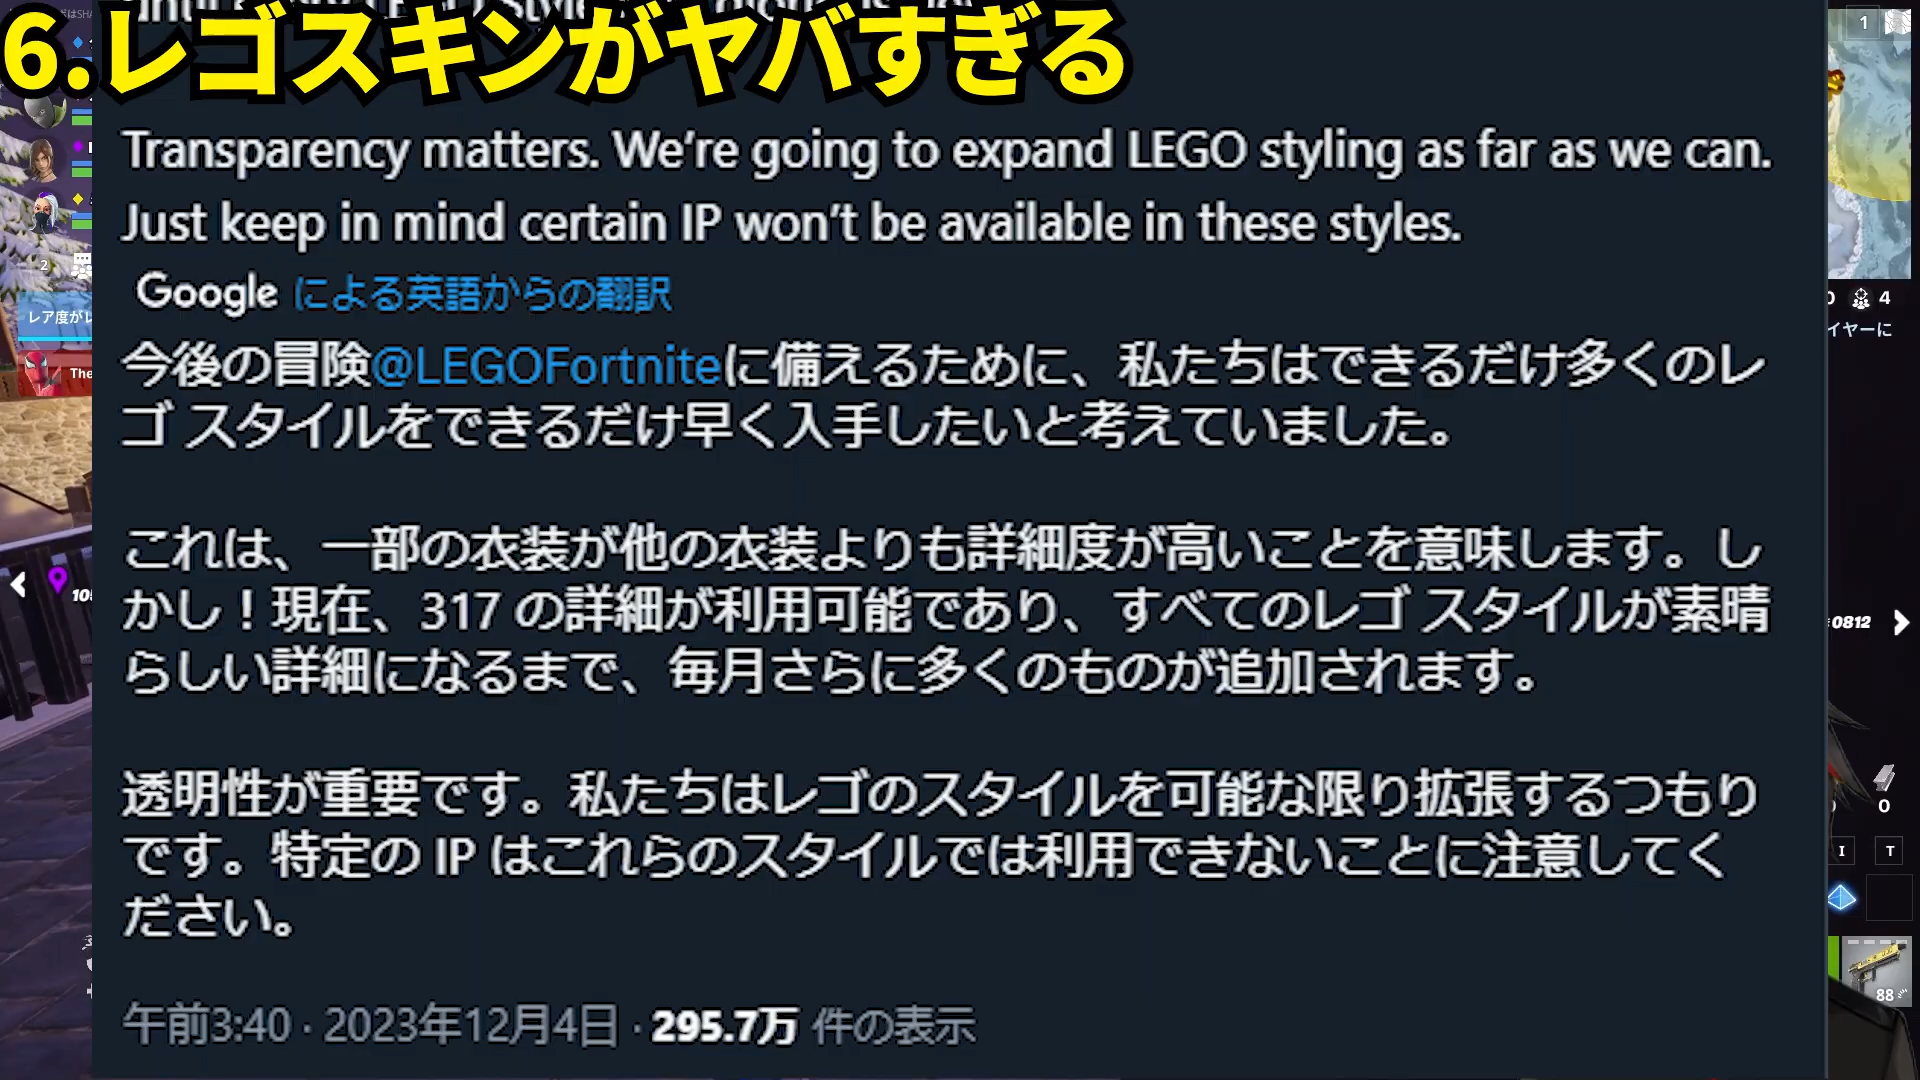 6.レゴスキンがヤバすぎる
Transparency matters. We're going to expand LEGO styling as far as we can.
Just keep in mind certain IP won't be available in these styles.
Google による英語からの翻訳
今後の冒険@LEGOFortniteに備えるために、私たちはできるだけ多くのレ
ゴ スタイルをできるだけ早く入手したいと考えていました。
これは、一部の衣装が他の衣装よりも詳細度が高いことを意味します。し
かし！現在、317 の詳細が利用可能であり、すべてのレゴ スタイルが素晴
らしい詳細になるまで、毎月さらに多くのものが追加されます。
透明性が重要です。私たちはレゴのスタイルを可能な限り拡張するつもり
です。特定の IP はこれらのスタイルでは利用できないことに注意してく
ださい。
午前3:40 · 2023年12月4日 · 295.7万 件の表示
2
レア度が
The
10
1
4
イヤーに
0812
0
I
T
88